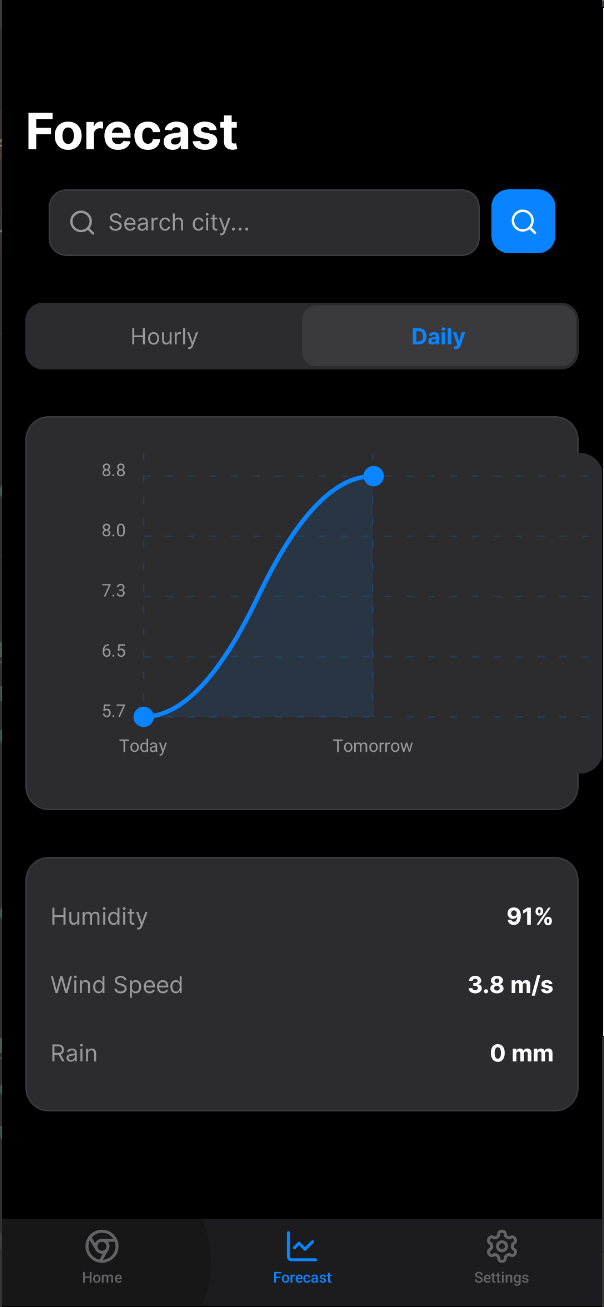 Forecast
Search city...
Hourly Daily
8.8
8.0
7.3
6.5
5.7
Today Tomorrow
Humidity 91%
Wind Speed 3.8 m/s
Rain 0 mm
Home Forecast Settings